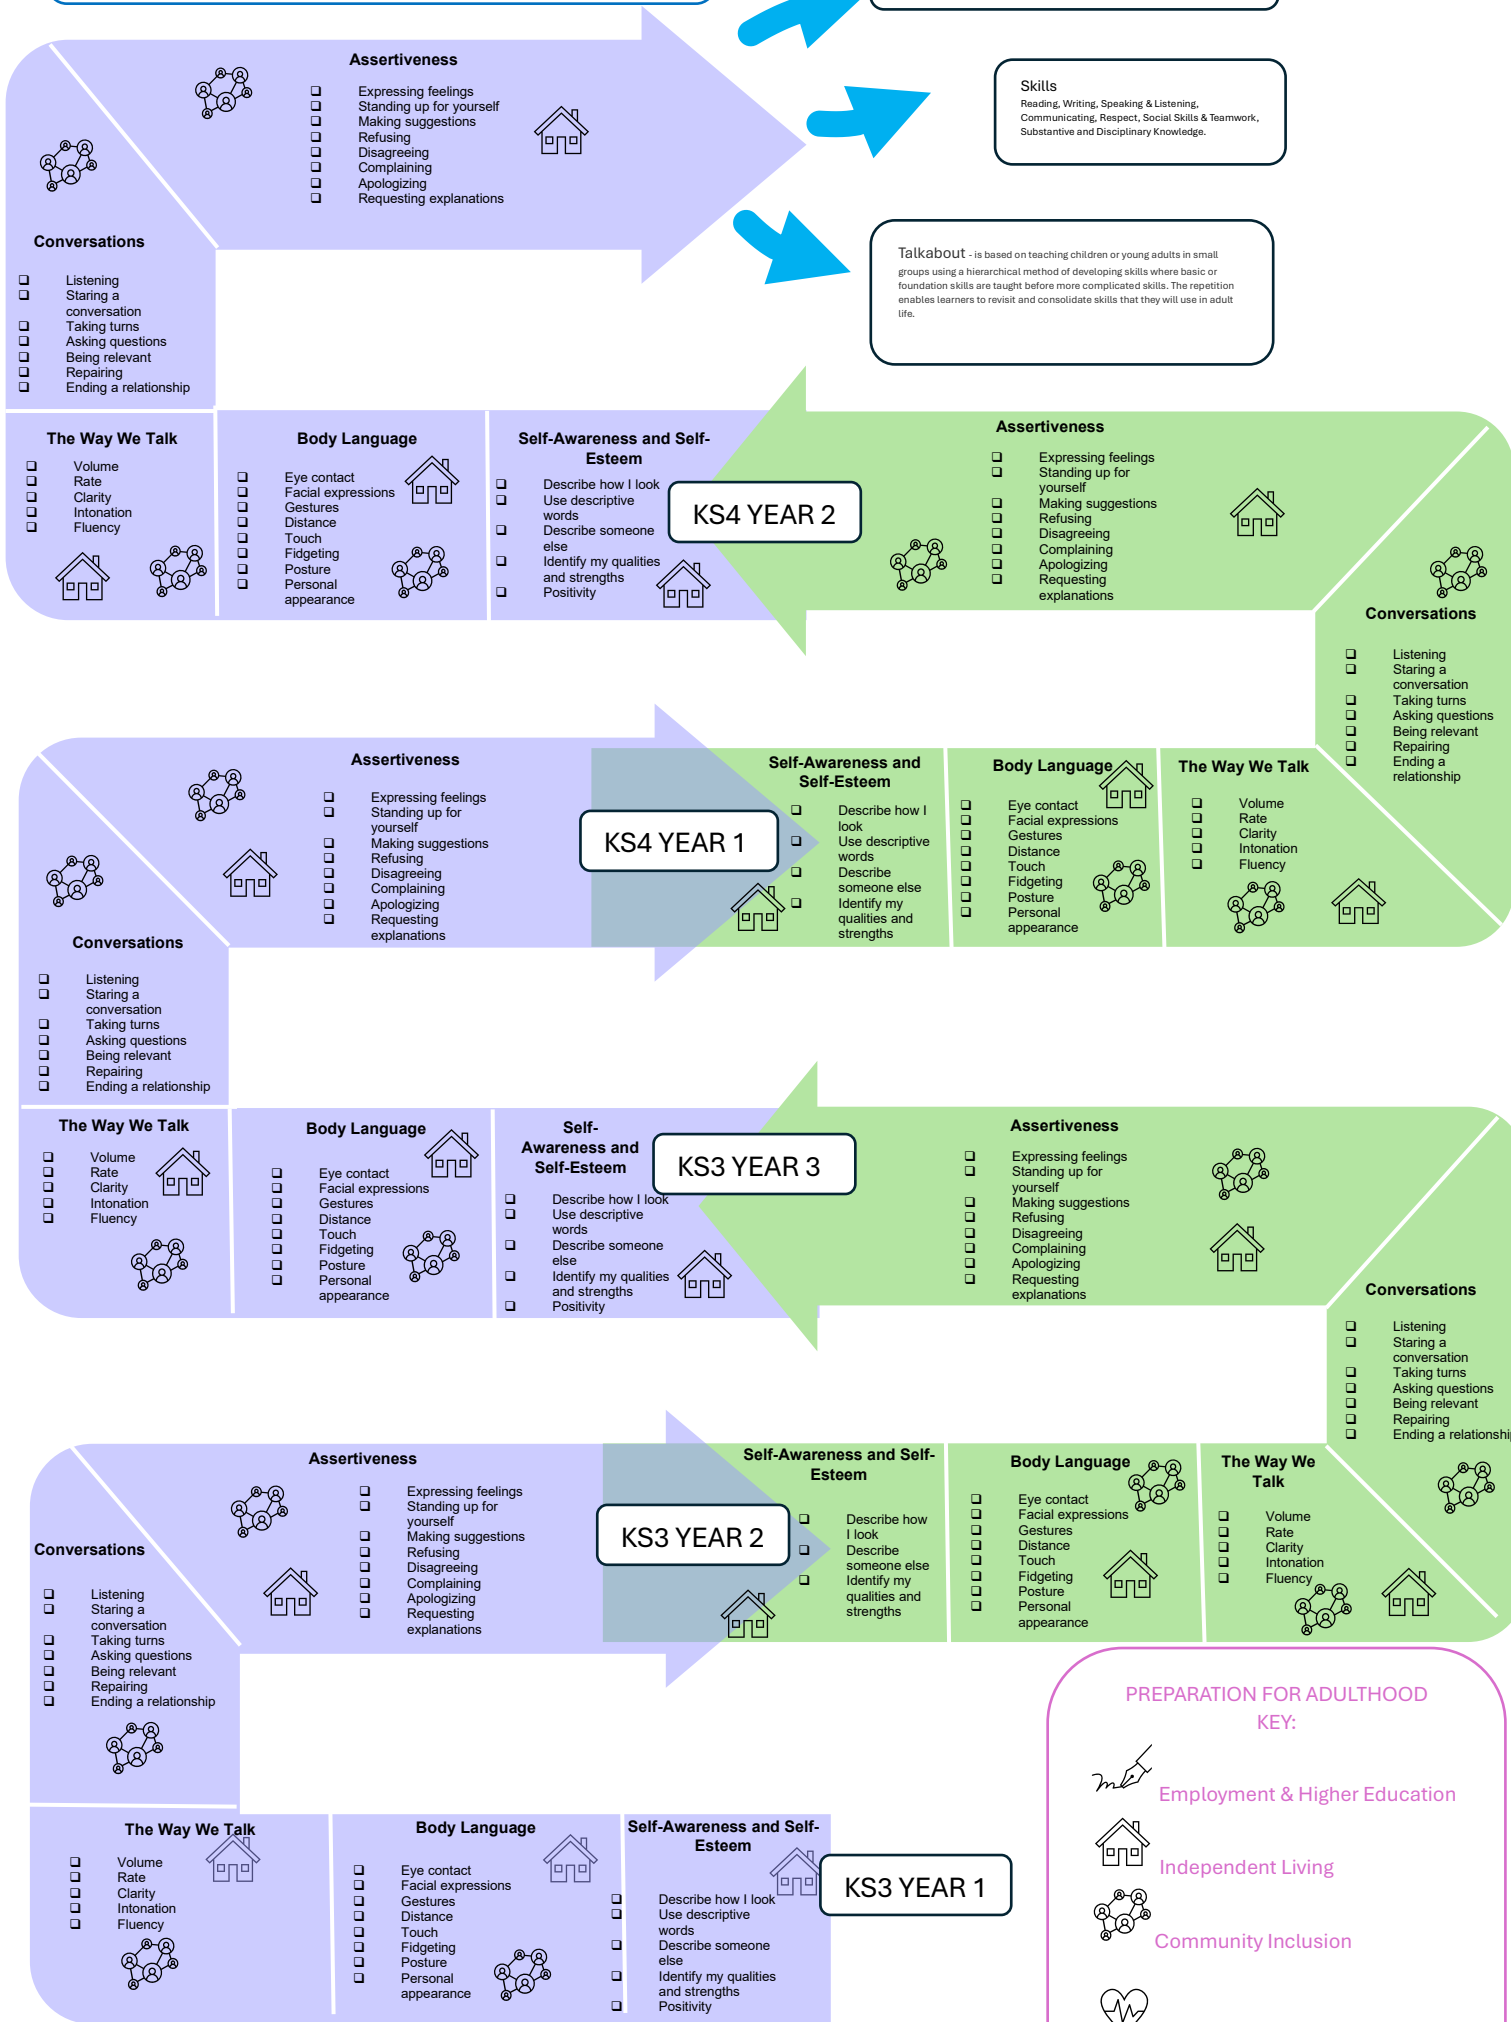 Assertiveness
❑ Expressing feelings
❑ Standing up for yourself
❑ Making suggestions
❑ Refusing
❑ Disagreeing
❑ Complaining
❑ Apologizing
❑ Requesting explanations
Skills
Reading, Writing, Speaking & Listening,
Communicating, Respect, Social Skills & Teamwork,
Substantive and Disciplinary Knowledge.
Talkabout - is based on teaching children or young adults in small
groups using a hierarchical method of developing skills where basic or
foundation skills are taught before more complicated skills. The repetition
enables learners to revisit and consolidate skills that they will use in adult
life.
Conversations
❑ Listening
❑ Staring a
conversation
❑ Taking turns
❑ Asking questions
❑ Being relevant
❑ Repairing
❑ Ending a relationship
The Way We Talk
❑ Volume
❑ Rate
❑ Clarity
❑ Intonation
❑ Fluency
Body Language
❑ Eye contact
❑ Facial expressions
❑ Gestures
❑ Distance
❑ Touch
❑ Fidgeting
❑ Posture
❑ Personal
appearance
Self-Awareness and Self-
Esteem
❑ Describe how I look
❑ Use descriptive
words
❑ Describe someone
else
❑ Identify my qualities
and strengths
❑ Positivity
KS4 YEAR 2
Assertiveness
❑ Expressing feelings
❑ Standing up for
yourself
❑ Making suggestions
❑ Refusing
❑ Disagreeing
❑ Complaining
❑ Apologizing
❑ Requesting
explanations
Conversations
❑ Listening
❑ Staring a
conversation
❑ Taking turns
❑ Asking questions
❑ Being relevant
❑ Repairing
❑ Ending a
relationship
Assertiveness
❑ Expressing feelings
❑ Standing up for
yourself
❑ Making suggestions
❑ Refusing
❑ Disagreeing
❑ Complaining
❑ Apologizing
❑ Requesting
explanations
KS4 YEAR 1
Self-Awareness and
Self-Esteem
❑ Describe how I
look
❑ Use descriptive
words
❑ Describe
someone else
❑ Identify my
qualities and
strengths
Body Language
❑ Eye contact
❑ Facial expressions
❑ Gestures
❑ Distance
❑ Touch
❑ Fidgeting
❑ Posture
❑ Personal
appearance
The Way We Talk
❑ Volume
❑ Rate
❑ Clarity
❑ Intonation
❑ Fluency
Conversations
❑ Listening
❑ Staring a
conversation
❑ Taking turns
❑ Asking questions
❑ Being relevant
❑ Repairing
❑ Ending a relationship
The Way We Talk
❑ Volume
❑ Rate
❑ Clarity
❑ Intonation
❑ Fluency
Body Language
❑ Eye contact
❑ Facial expressions
❑ Gestures
❑ Distance
❑ Touch
❑ Fidgeting
❑ Posture
❑ Personal
appearance
Self-
Awareness and
Self-Esteem
❑ Describe how I look
❑ Use descriptive
words
❑ Describe someone
else
❑ Identify my qualities
and strengths
❑ Positivity
KS3 YEAR 3
Assertiveness
❑ Expressing feelings
❑ Standing up for
yourself
❑ Making suggestions
❑ Refusing
❑ Disagreeing
❑ Complaining
❑ Apologizing
❑ Requesting
explanations
Conversations
❑ Listening
❑ Staring a
conversation
❑ Taking turns
❑ Asking questions
❑ Being relevant
❑ Repairing
❑ Ending a relationshi
Assertiveness
❑ Expressing feelings
❑ Standing up for
yourself
❑ Making suggestions
❑ Refusing
❑ Disagreeing
❑ Complaining
❑ Apologizing
❑ Requesting
explanations
KS3 YEAR 2
Self-Awareness and Self-
Esteem
❑ Describe how
I look
❑ Describe
someone else
❑ Identify my
qualities and
strengths
Body Language
❑ Eye contact
❑ Facial expressions
❑ Gestures
❑ Distance
❑ Touch
❑ Fidgeting
❑ Posture
❑ Personal
appearance
The Way We
Talk
❑ Volume
❑ Rate
❑ Clarity
❑ Intonation
❑ Fluency
Conversations
❑ Listening
❑ Staring a
conversation
❑ Taking turns
❑ Asking questions
❑ Being relevant
❑ Repairing
❑ Ending a relationship
The Way We Talk
❑ Volume
❑ Rate
❑ Clarity
❑ Intonation
❑ Fluency
Body Language
❑ Eye contact
❑ Facial expressions
❑ Gestures
❑ Distance
❑ Touch
❑ Fidgeting
❑ Posture
❑ Personal
appearance
Self-Awareness and Self-
Esteem
❑ Describe how I look
❑ Use descriptive
words
❑ Describe someone
else
❑ Identify my qualities
and strengths
❑ Positivity
KS3 YEAR 1
PREPARATION FOR ADULTHOOD
KEY:
Employment & Higher Education
Independent Living
Community Inclusion